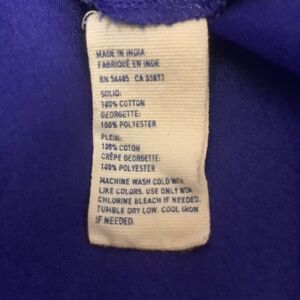 MADE IN INDIA
FABRIQUÉ EN INDE
RN 54485 CA 03873
SOLID:
100% COTTON
GEORGETTE:
100% POLYESTER
PLEIN:
100% COTON
CRÊPE GEORGETTE:
100% POLYESTER
MACHINE WASH COLD
LIKE COLORS. USE ONLY NON
CHLORINE BLEACH IF NEEDED.
TUMBLE DRY LOW. COOL IRON
IF NEEDED.